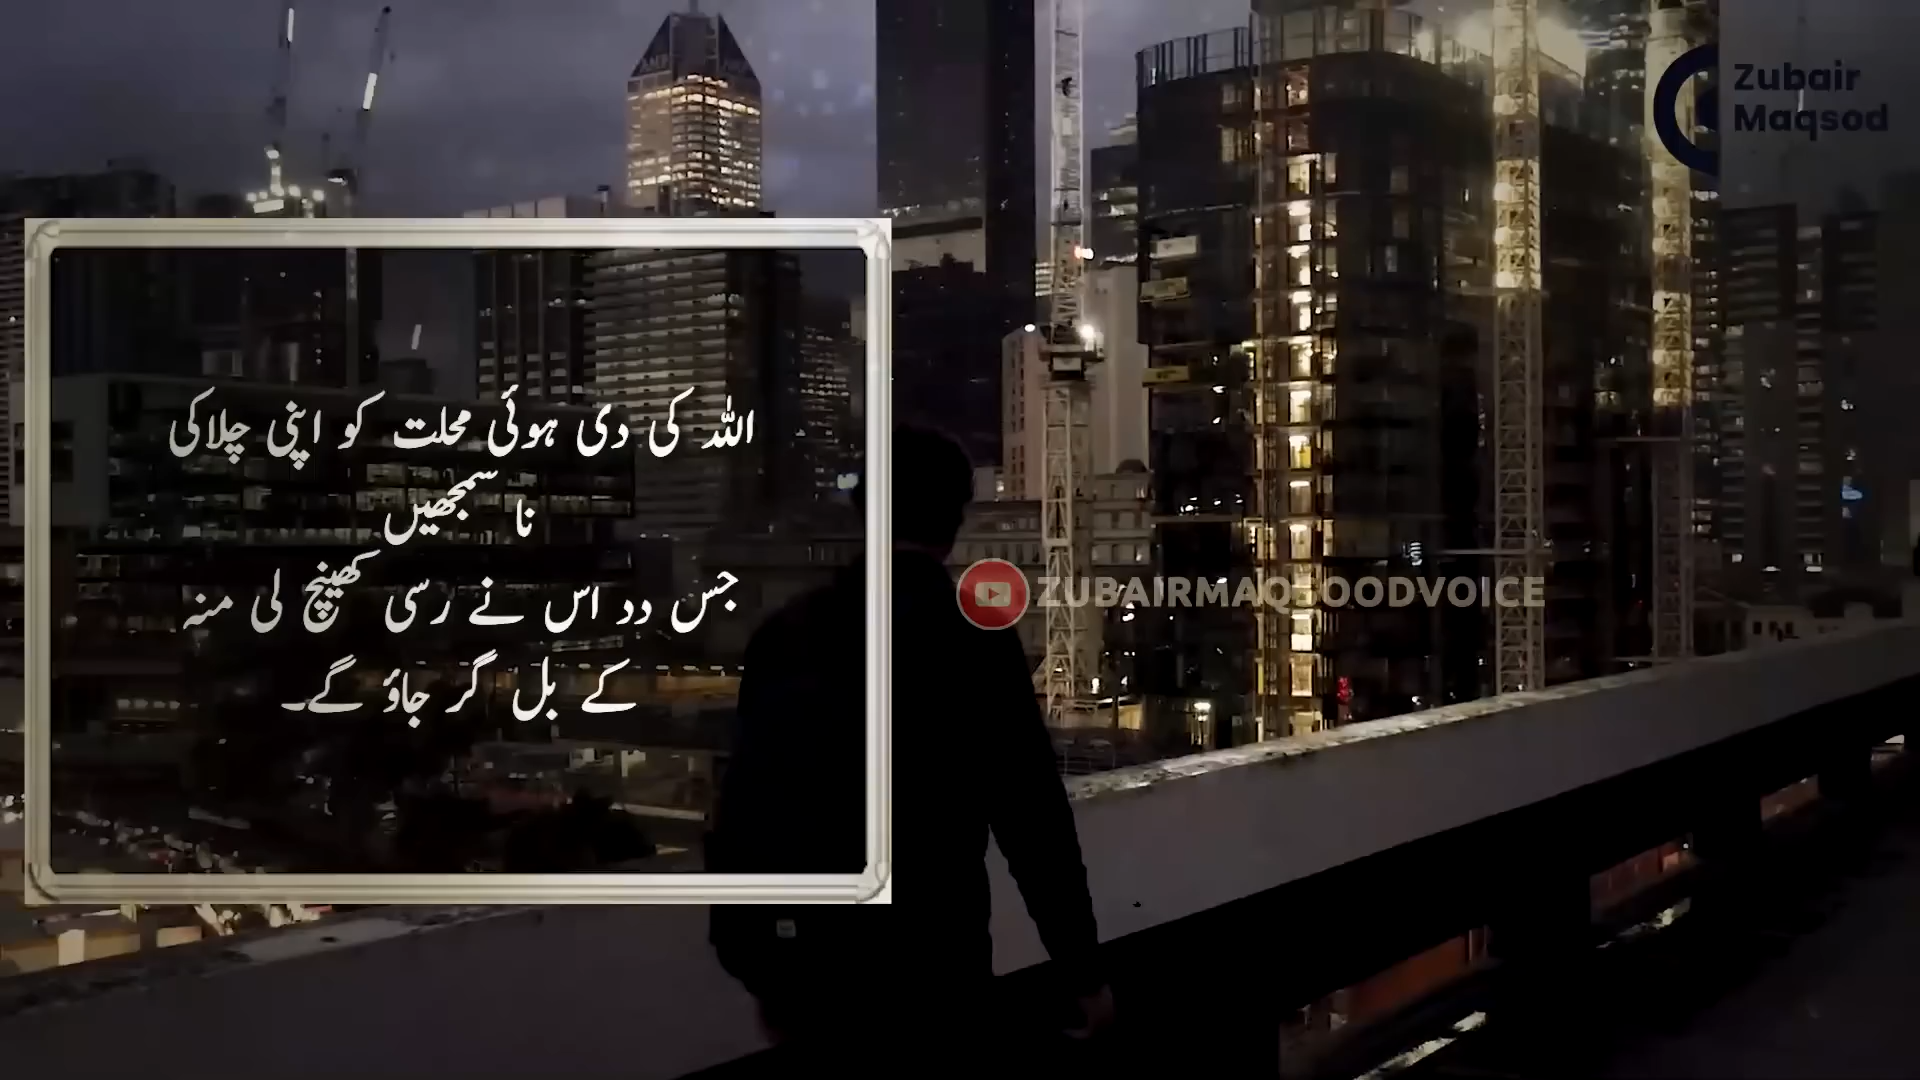 Zubair
Maqsod
اللہ کی دی ہوئی محلت کو اپنی چلاکی
نا سمجھیں
جس دد اس نے رسی کھینچ لی منہ
کے بل گر جاؤ گے۔
ZUBAIRMAQSOODVOICE